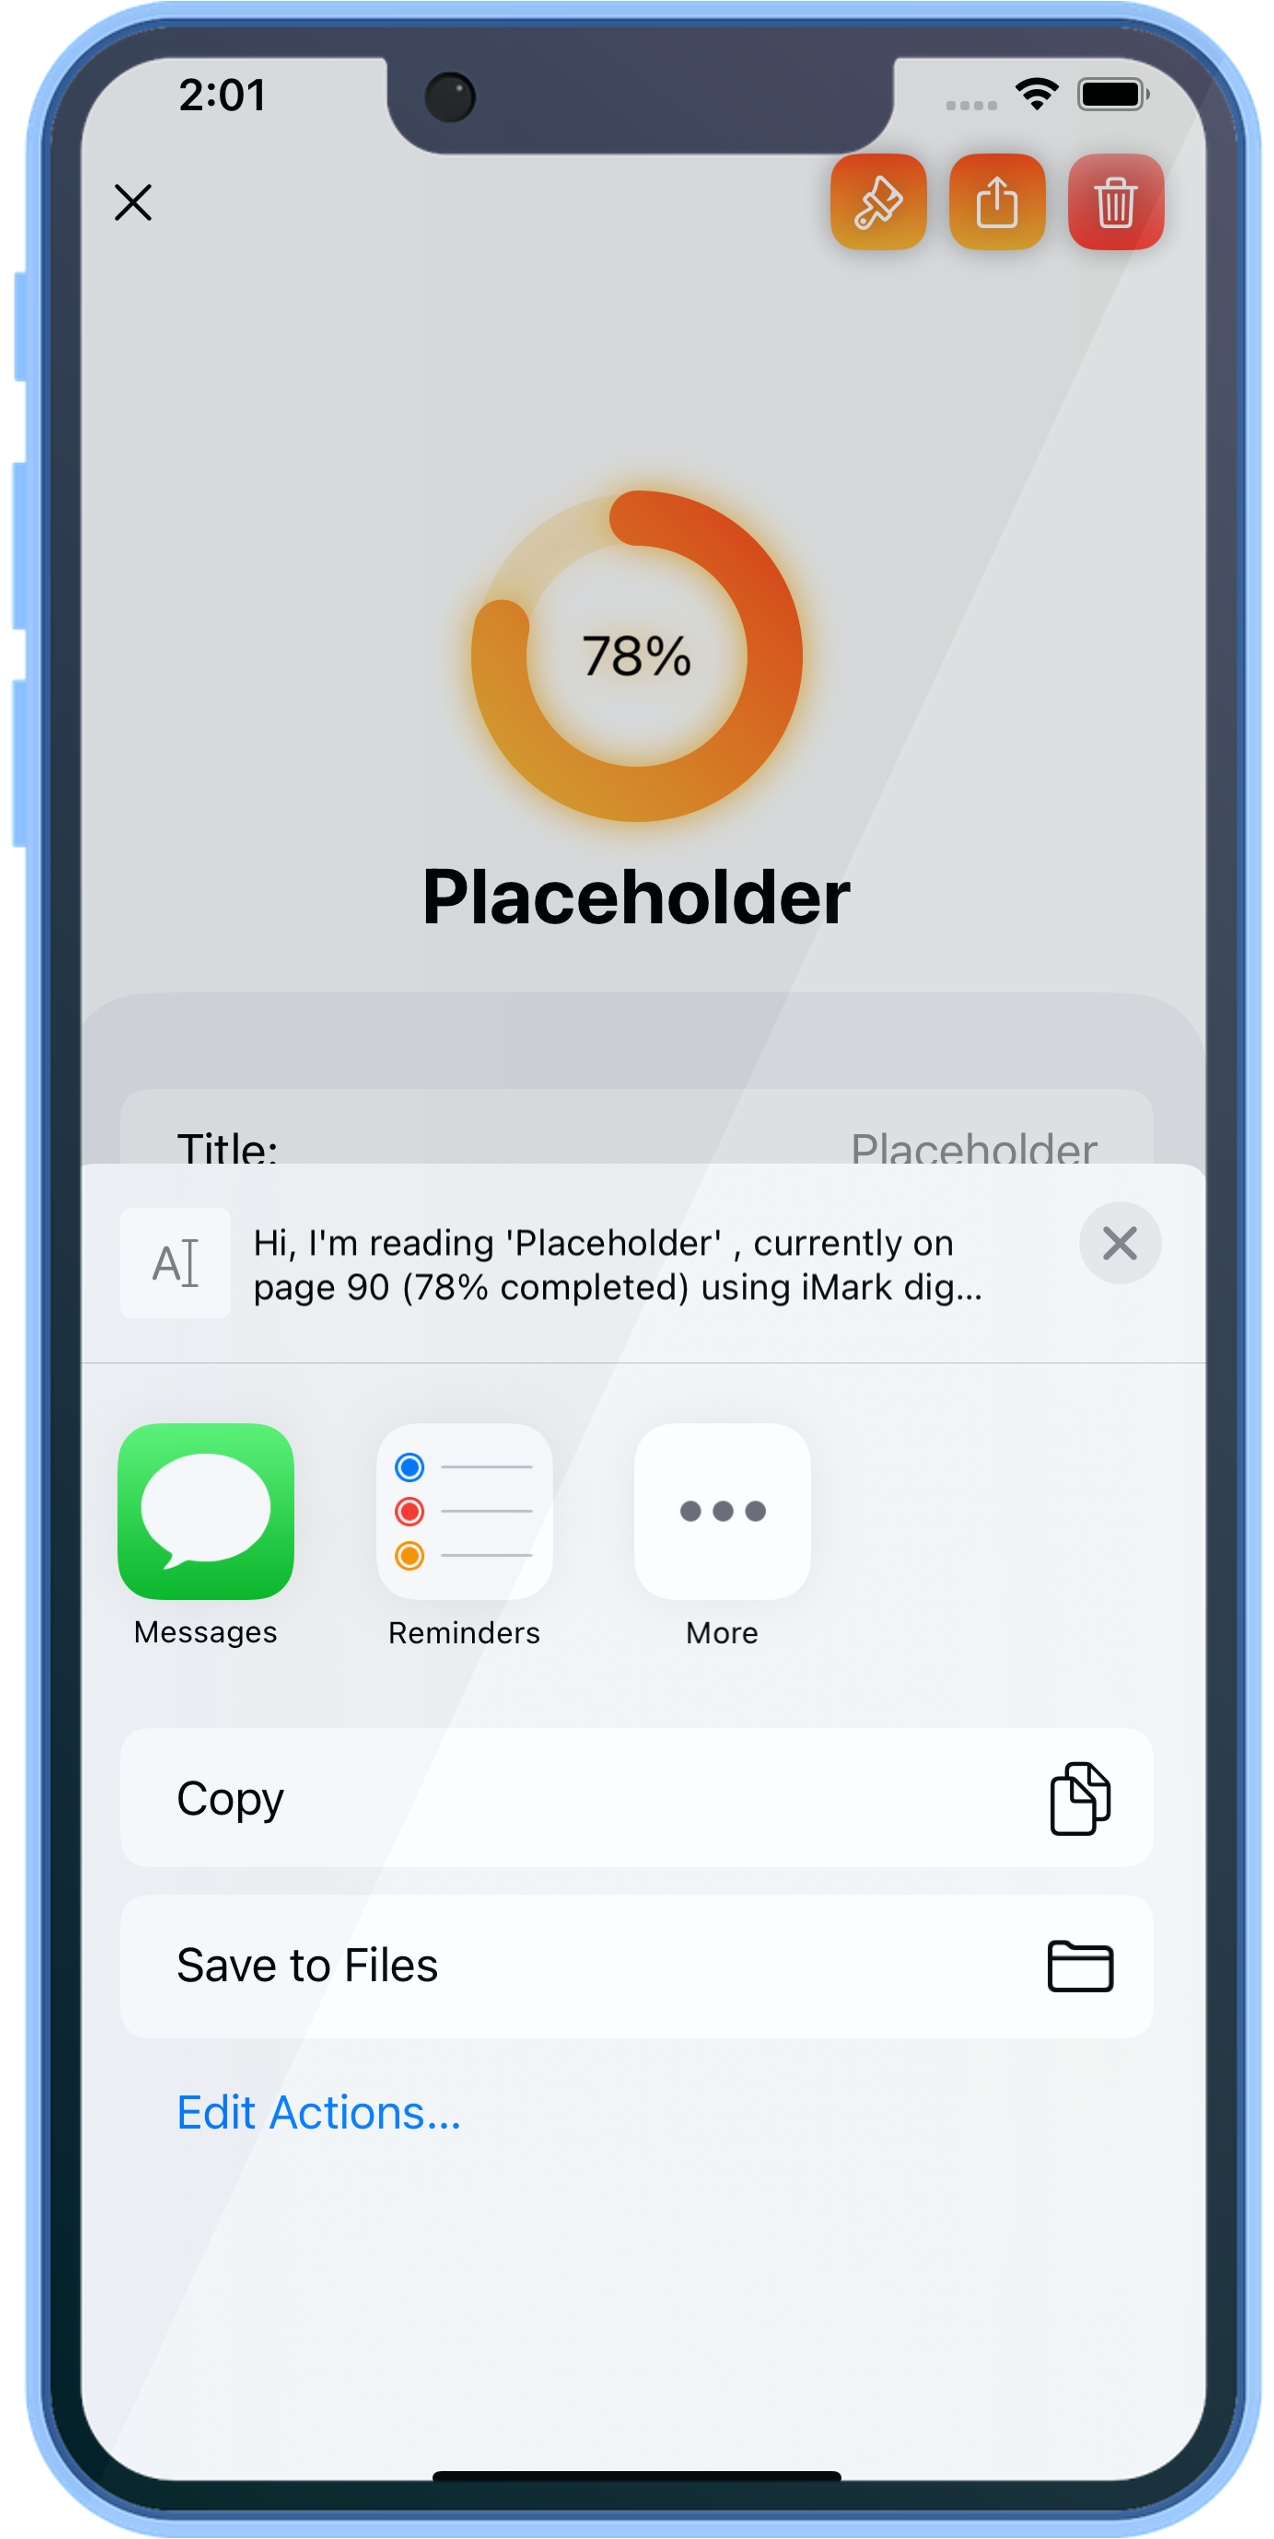 2:01
78%
Placeholder
Title: Placeholder
Hi, I'm reading 'Placeholder' , currently on
page 90 (78% completed) using iMark dig...
Messages
Reminders
More
Copy
Save to Files
Edit Actions...